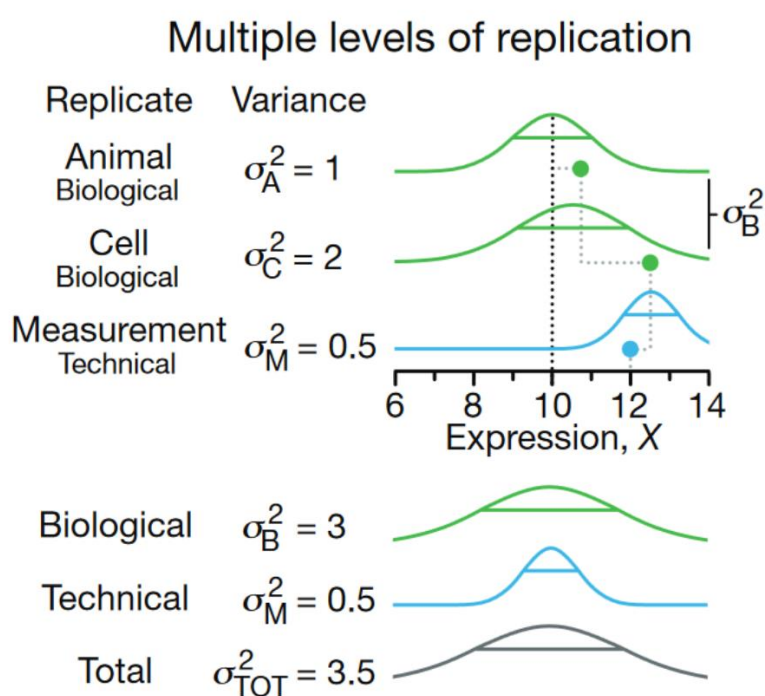 Multiple levels of replication
Replicate Variance
Animal
Biological
σ²A = 1
Cell
Biological
σ²C = 2
σ²B
Measurement
Technical
σ²M = 0.5
6 8 10 12 14
Expression, X
Biological σ²B = 3
Technical σ²M = 0.5
Total σ²TOT = 3.5